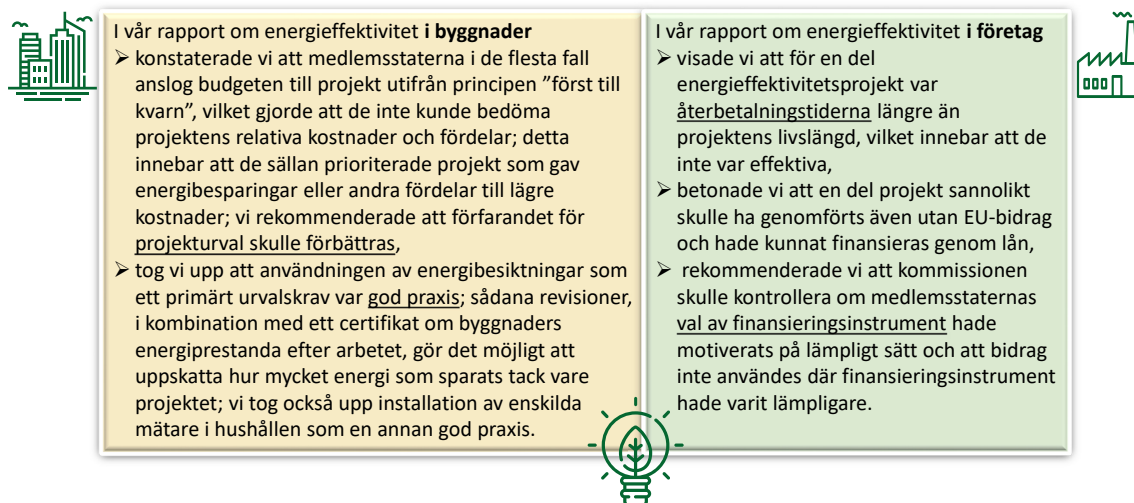 I vår rapport om energieffektivitet i byggnader
➢ konstaterade vi att medlemsstaterna i de flesta fall
anslog budgeten till projekt utifrån principen ”först till
kvarn”, vilket gjorde att de inte kunde bedöma
projektens relativa kostnader och fördelar; detta
innebar att de sällan prioriterade projekt som gav
energibesparingar eller andra fördelar till lägre
kostnader; vi rekommenderade att förfarandet för
projekturval skulle förbättras,
➢ tog vi upp att användningen av energibesiktningar som
ett primärt urvalskrav var god praxis; sådana revisioner,
i kombination med ett certifikat om byggnaders
energiprestanda efter arbetet, gör det möjligt att
uppskatta hur mycket energi som sparats tack vare
projektet; vi tog också upp installation av enskilda
mätare i hushållen som en annan god praxis.
I vår rapport om energieffektivitet i företag
➢ visade vi att för en del
energieffektivitetsprojekt var
återbetalningstiderna längre än
projektens livslängd, vilket innebar att de
inte var effektiva,
➢ betonade vi att en del projekt sannolikt
skulle ha genomförts även utan EU-bidrag
och hade kunnat finansieras genom lån,
➢ rekommenderade vi att kommissionen
skulle kontrollera om medlemsstaternas
val av finansieringsinstrument hade
motiverats på lämpligt sätt och att bidrag
inte användes där finansieringsinstrument
hade varit lämpligare.